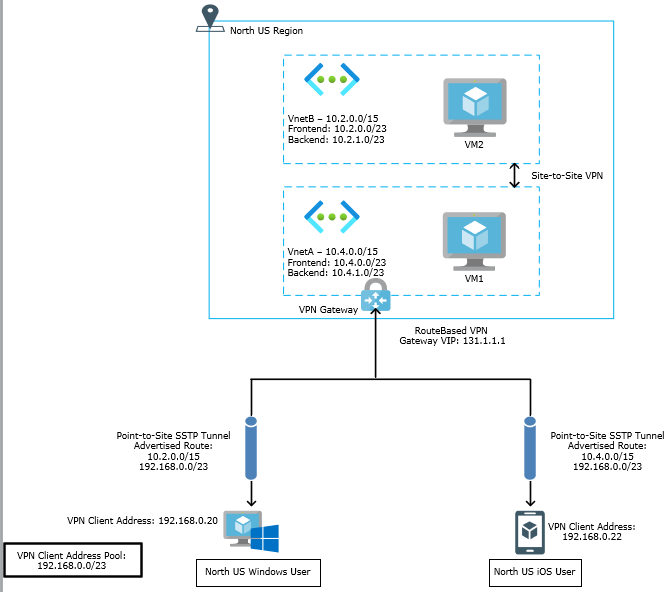 North US Region
VnetB – 10.2.0.0/15
Frontend: 10.2.0.0/23
Backend: 10.2.1.0/23
VM2
Site-to-Site VPN
VnetA – 10.4.0.0/15
Frontend: 10.4.0.0/23
Backend: 10.4.1.0/23
VM1
VPN Gateway
RouteBased VPN
Gateway VIP: 131.1.1.1
Point-to-Site SSTP Tunnel
Advertised Route:
10.2.0.0/15
192.168.0.0/23
Point-to-Site SSTP Tunnel
Advertised Route:
10.4.0.0/15
192.168.0.0/23
VPN Client Address: 192.168.0.20
VPN Client Address:
192.168.0.22
VPN Client Address Pool:
192.168.0.0/23
North US Windows User
North US iOS User